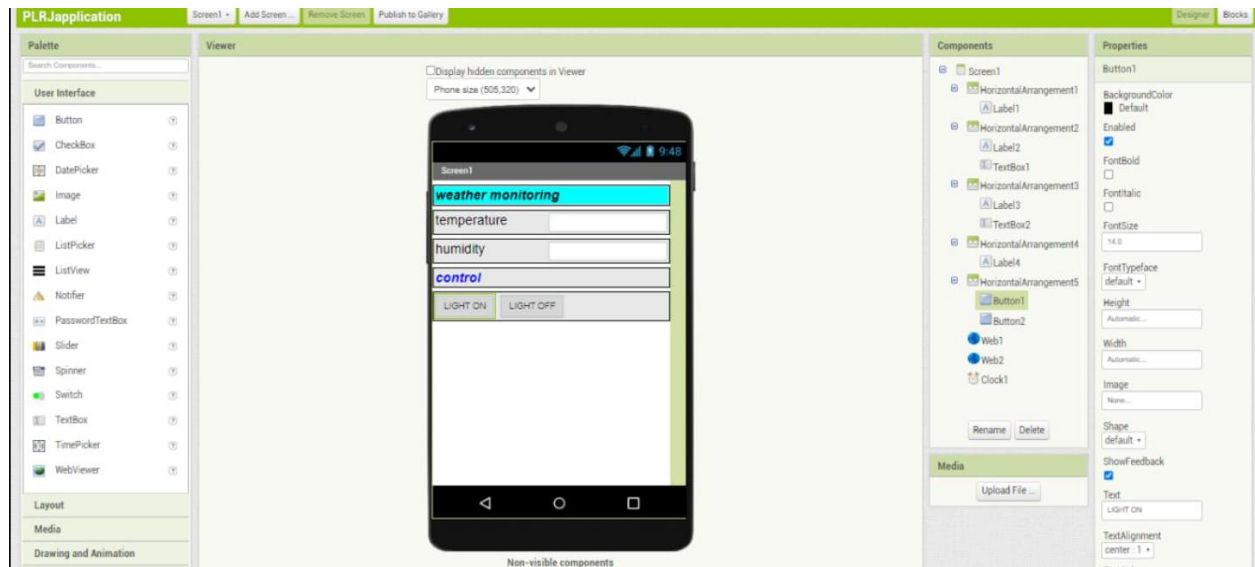 PLRJapplication
Screen1
Add Screen ...
Remove Screen
Publish to Gallery
Designer
Blocks
Palette
Search Components...
User Interface
Button
CheckBox
DatePicker
Image
Label
ListPicker
ListView
Notifier
PasswordTextBox
Slider
Spinner
Switch
TextBox
TimePicker
WebViewer
Layout
Media
Drawing and Animation
Viewer
Display hidden components in Viewer
Phone size (505,320)
9:48
Screen1
weather monitoring
temperature
humidity
control
LIGHT ON
LIGHT OFF
Non-visible components
Components
Screen1
HorizontalArrangement1
Label1
HorizontalArrangement2
Label2
TextBox1
HorizontalArrangement3
Label3
TextBox2
HorizontalArrangement4
Label4
HorizontalArrangement5
Button1
Button2
Web1
Web2
Clock1
Rename
Delete
Media
Upload File ...
Properties
Button1
BackgroundColor
Default
Enabled
FontBold
FontItalic
FontSize
14.0
FontTypeface
default
Height
Automatic...
Width
Automatic...
Image
None...
Shape
default
ShowFeedback
Text
LIGHT ON
TextAlignment
center : 1